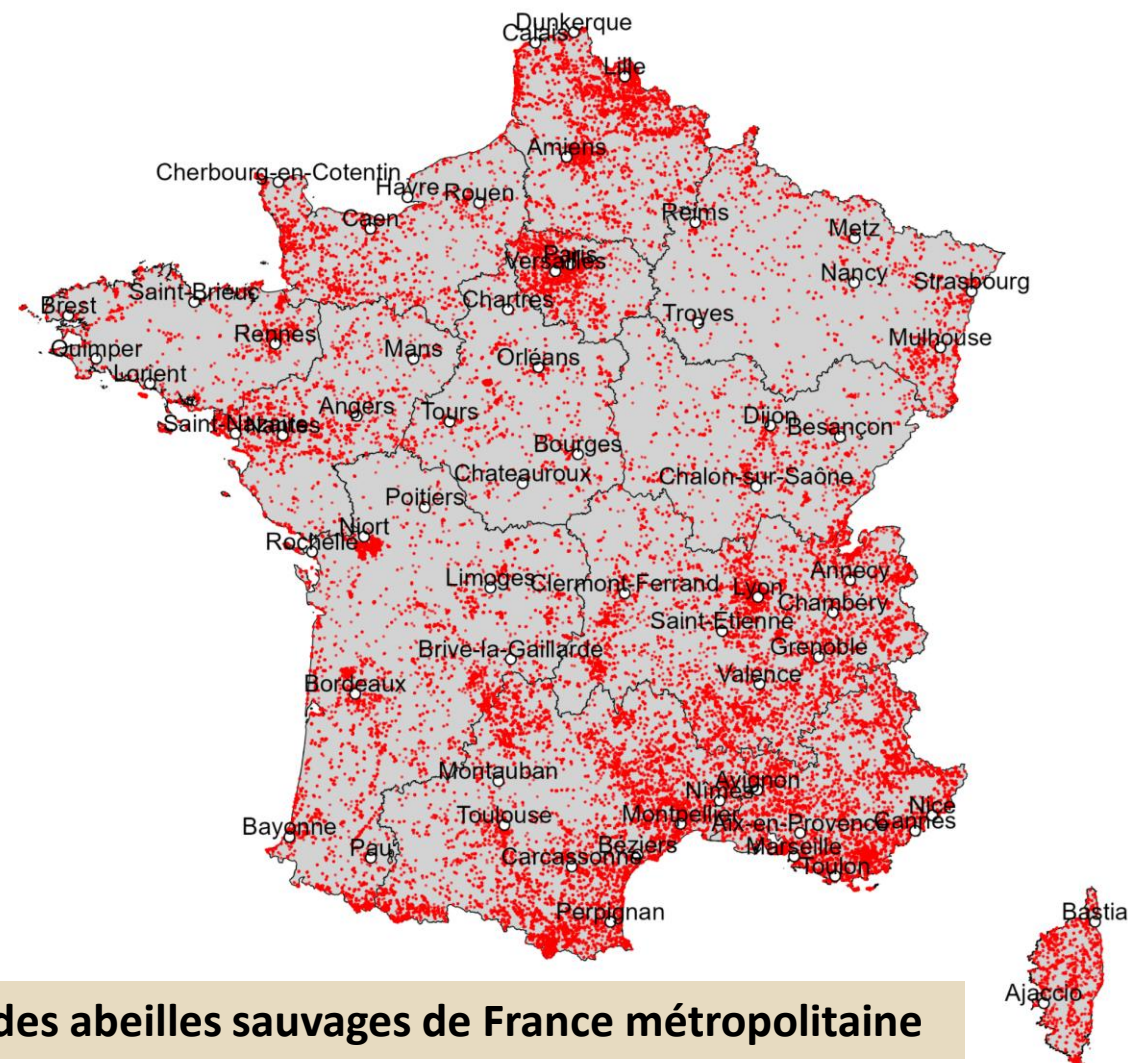 Dunkerque
Calais
Lille
Amiens
Cherbourg-en-Cotentin
Havre
Rouen
Caen
Reims
Metz
Paris
Versailles
Nancy
Strasbourg
Saint-Brieuc
Brest
Chartres
Troyes
Rennes
Mulhouse
Quimper
Mans
Orléans
Lorient
Angers
Tours
Dijon
Saint-Nazaire
Nantes
Besançon
Bourges
Chateauroux
Chalon-sur-Saône
Poitiers
Niort
Rochelle
Annecy
Limoges
Clermont-Ferrand
Lyon
Chambéry
Saint-Étienne
Brive-la-Gaillarde
Grenoble
Valence
Bordeaux
Montauban
Avignon
Nîmes
Nice
Toulouse
Montpellier
Aix-en-Provence
Cannes
Bayonne
Pau
Béziers
Marseille
Carcassonne
Toulon
Perpignan
Bastia
Ajaccio
des abeilles sauvages de France métropolitaine